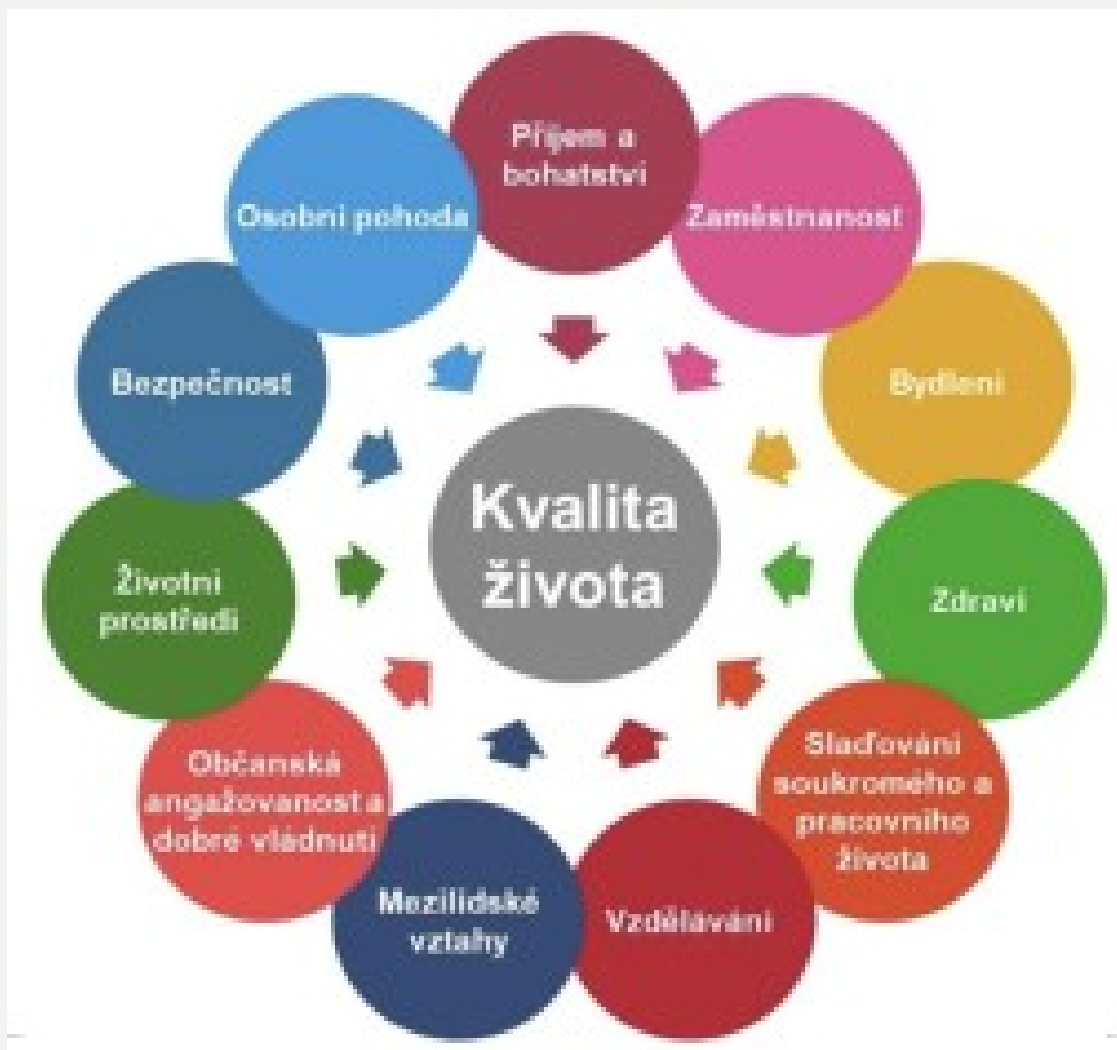 Příjem a
bohatství
Zaměstnanost
Bydlení
Zdraví
Slaďování
soukromého a
pracovního
života
Vzdělávání
Mezilidské
vztahy
Občanská
angažovanost a
dobré vládnutí
Životní
prostředí
Bezpečnost
Osobní pohoda
Kvalita
života